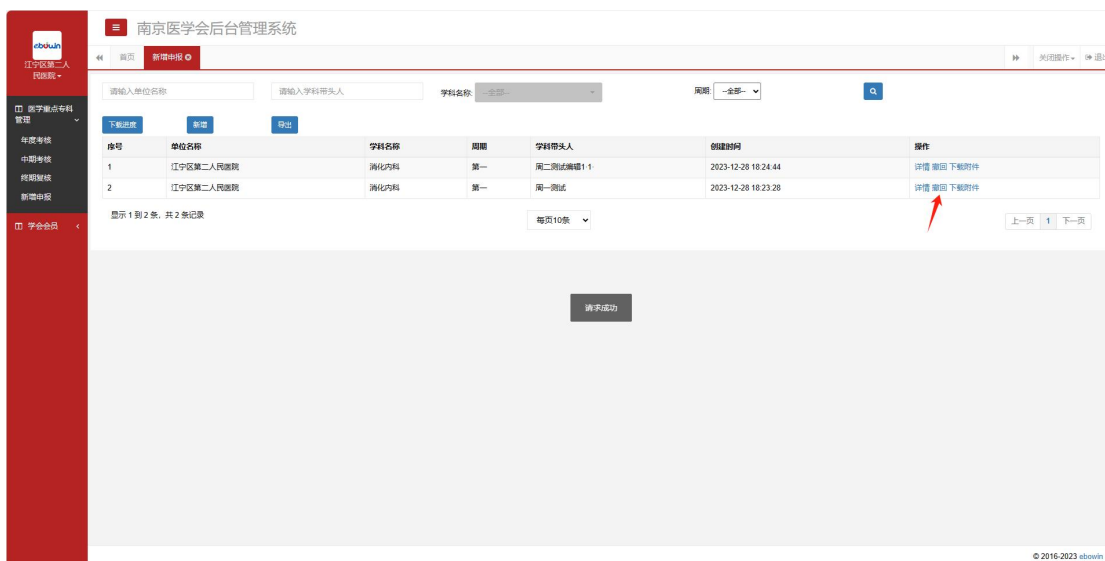 南京医学会后台管理系统
ebowin
江宁区第二人
民医院
首页
新增申报
关闭操作
请输入单位名称
请输入学科带头人
学科名称:
--全部--
周期:
--全部--
医学重点专科
管理
年度考核
中期考核
终期复核
新增申报
学会会员
下载进度
新增
导出
序号 单位名称 学科名称 周期 学科带头人 创建时间 操作
1 江宁区第二人民医院 消化内科 第一 周二测试编辑1-1- 2023-12-28 18:24:44 详情 撤回 下载附件
2 江宁区第二人民医院 消化内科 第一 周一测试 2023-12-28 18:23:28 详情 撤回 下载附件
显示 1 到 2 条，共 2 条记录
每页10条
上一页 1 下一页
请求成功
© 2016-2023 ebowin